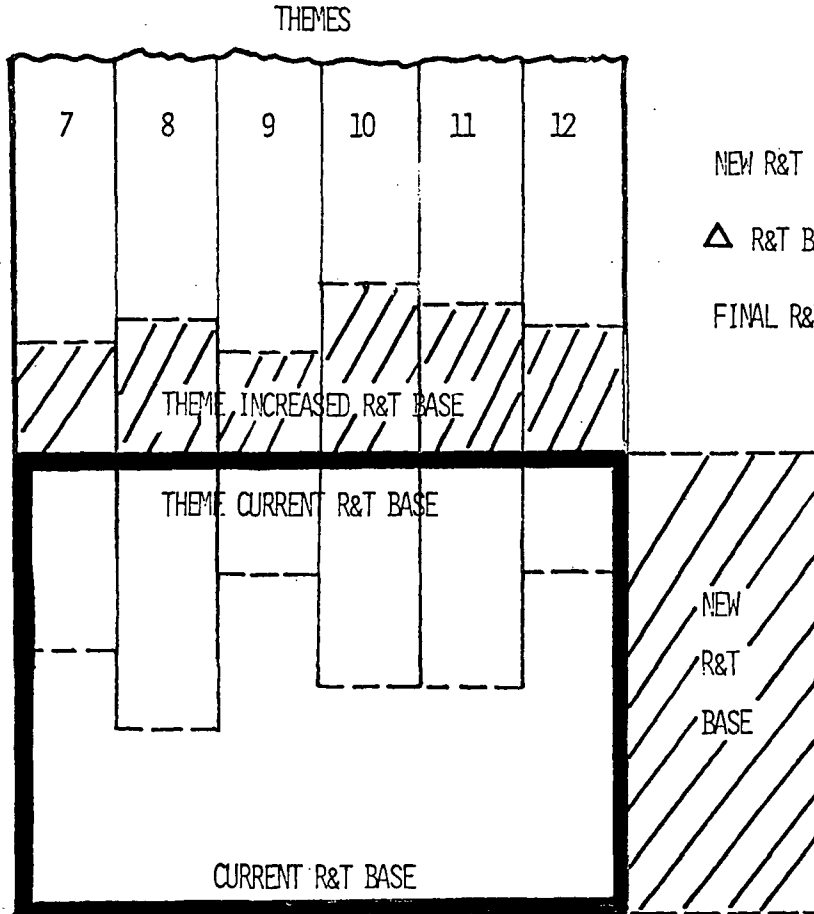 THEMES
7 8 9 10 11 12
NEW R&T
△ R&T B
FINAL R&
THEME INCREASED R&T BASE
THEME CURRENT R&T BASE
NEW
R&T
BASE
CURRENT R&T BASE